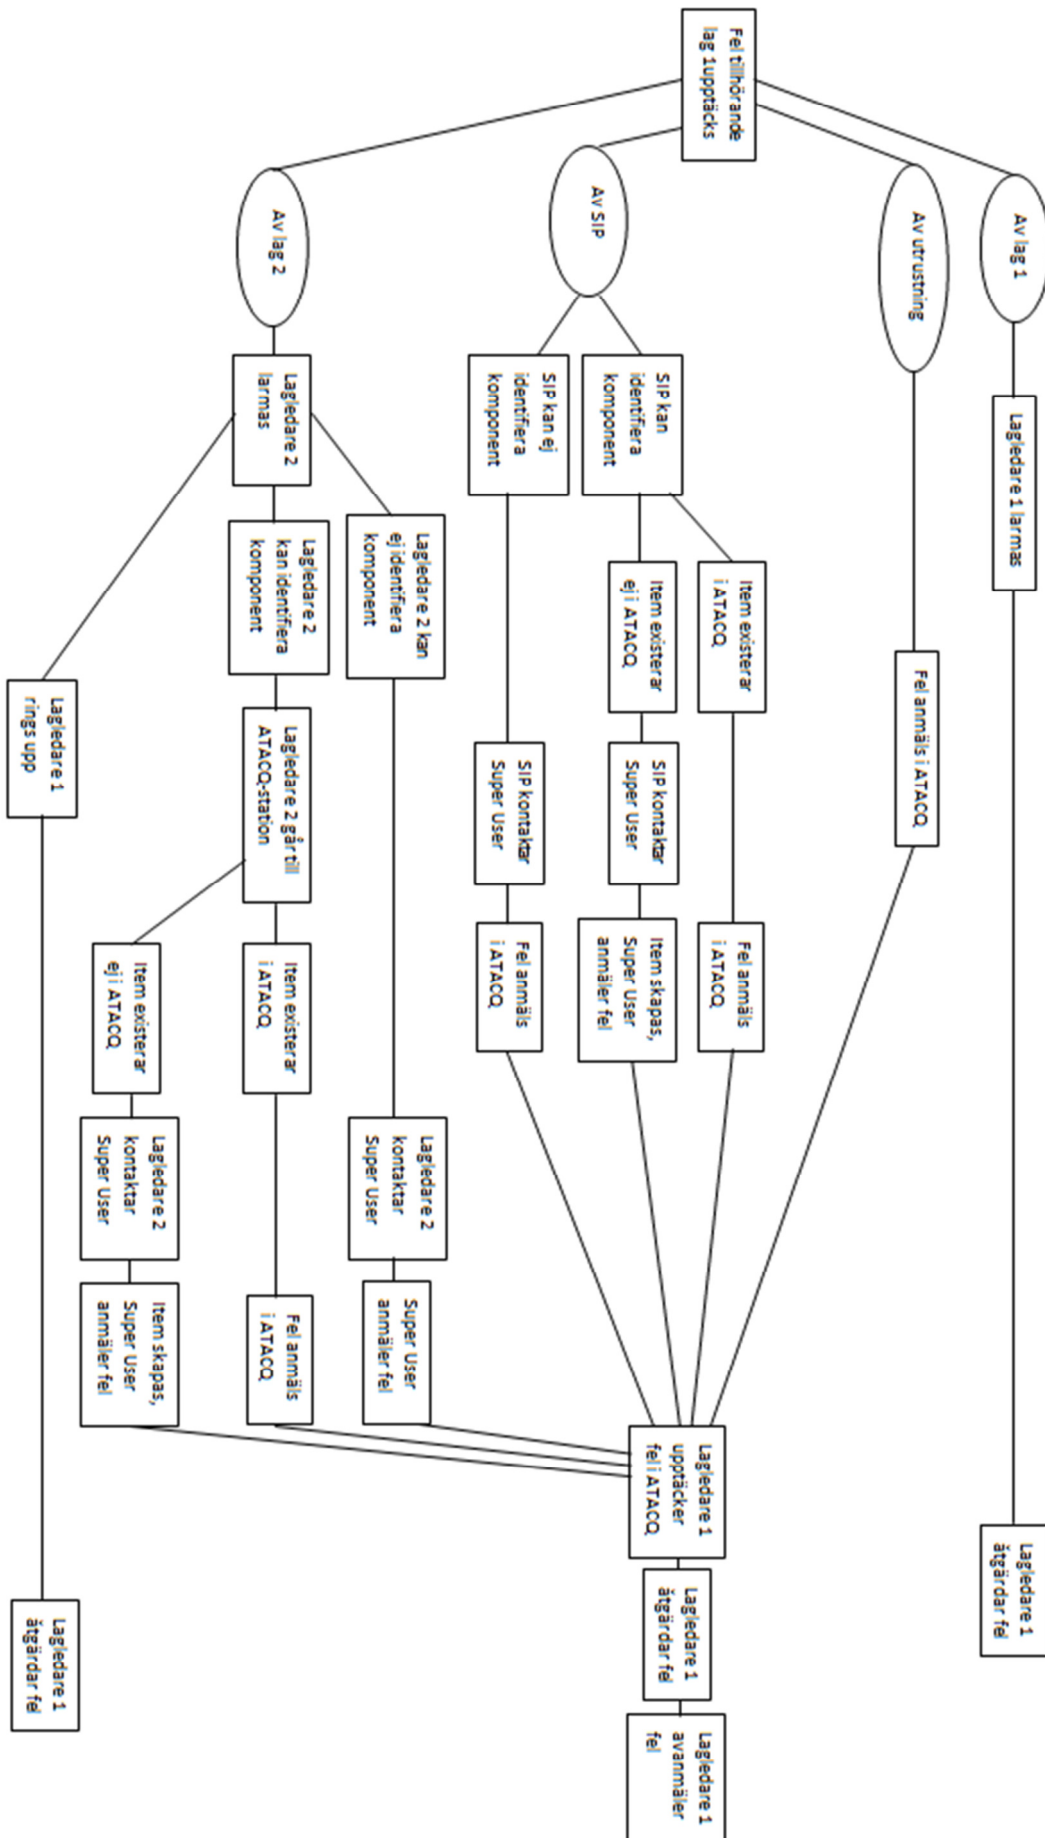 Fel tillhörande
lag 1 upptäcks
Av lag 1
Lagledare 1 larmas
Lagledare 1
åtgärdar fel
Av utrustning
Fel anmäls i ATACQ
Av SIP
SIP kan
identifiera
komponent
Item existerar
i ATACQ
Fel anmäls
i ATACQ
Item existerar
ej i ATACQ
SIP kontaktar
Super User
Item skapas,
Super User
anmäler fel
SIP kan ej
identifiera
komponent
SIP kontaktar
Super User
Fel anmäls
i ATACQ
Lagledare 1
upptäcker
fel i ATACQ
Lagledare 1
åtgärdar fel
Lagledare 1
avanmäler
fel
Av lag 2
Lagledare 2
larmas
Lagledare 2 kan
ej identifiera
komponent
Lagledare 2
kontaktar
Super User
Super User
anmäler fel
Lagledare 2
kan identifiera
komponent
Lagledare 2 går till
ATACQ-station
Item existerar
i ATACQ
Fel anmäls
i ATACQ
Item existerar
ej i ATACQ
Lagledare 2
kontaktar
Super User
Item skapas,
Super User
anmäler fel
Lagledare 1
rings upp
Lagledare 1
åtgärdar fel